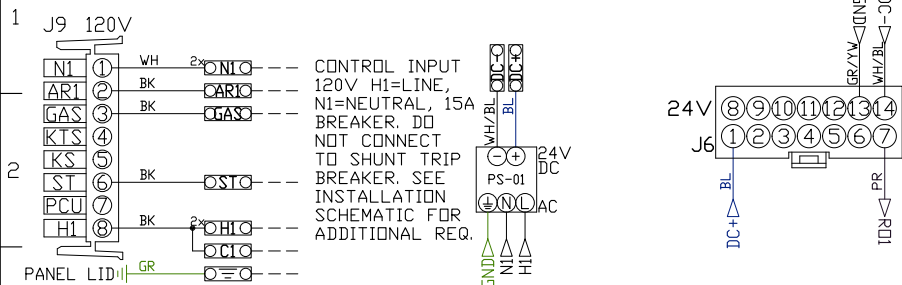 1
2
J9 120V
N1 1 WH 2x N1
AR1 2 BK AR1
GAS 3 BK GAS
KTS 4
KS 5
ST 6 BK ST
PCU 7
H1 8 BK 2x H1
C1
PANEL LID GR
CONTROL INPUT
120V H1=LINE,
N1=NEUTRAL, 15A
BREAKER. DO
NOT CONNECT
TO SHUNT TRIP
BREAKER. SEE
INSTALLATION
SCHEMATIC FOR
ADDITIONAL REQ.
DC- DC+
WH/BL BL
- + 24V
DC
PS-01
N L AC
GND N1 H1
GND DC-
GR/YW WH/BL
24V 8 9 10 11 12 13 14
J6 1 2 3 4 5 6 7
BL PR
DC+ RO1